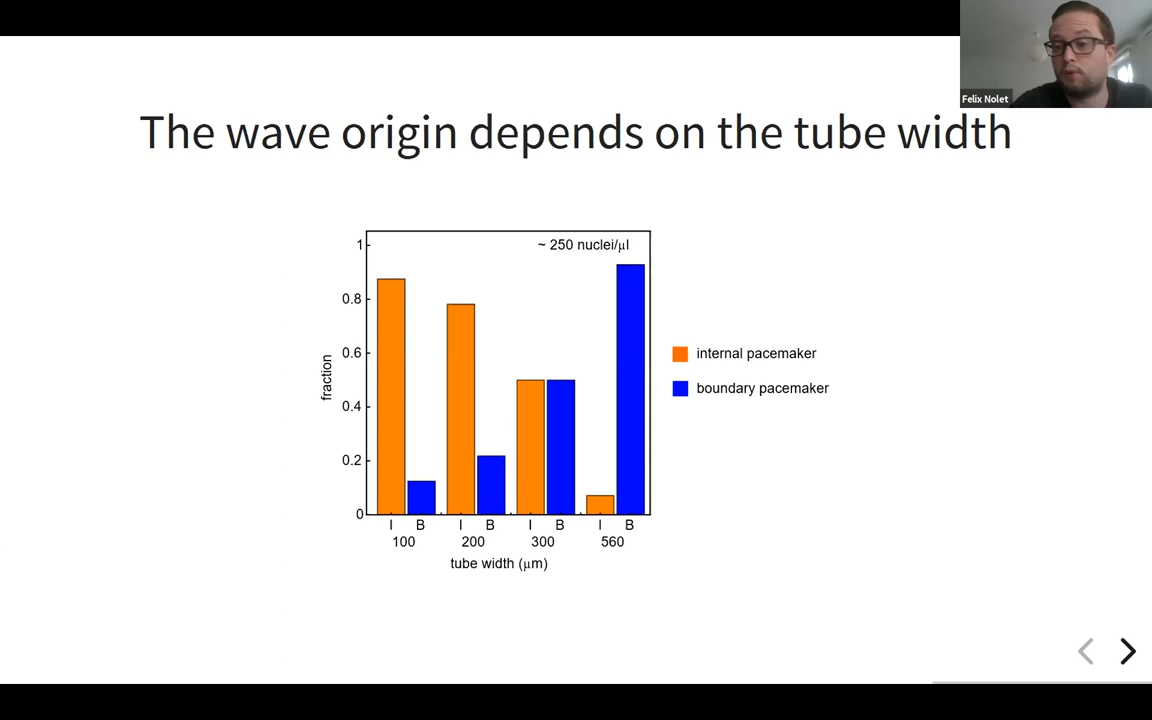 Felix Nolet
The wave origin depends on the tube width
~ 250 nuclei/μl
1
0.8
0.6
0.4
0.2
0
fraction
I B I B I B I B
100 200 300 560
tube width (μm)
internal pacemaker
boundary pacemaker